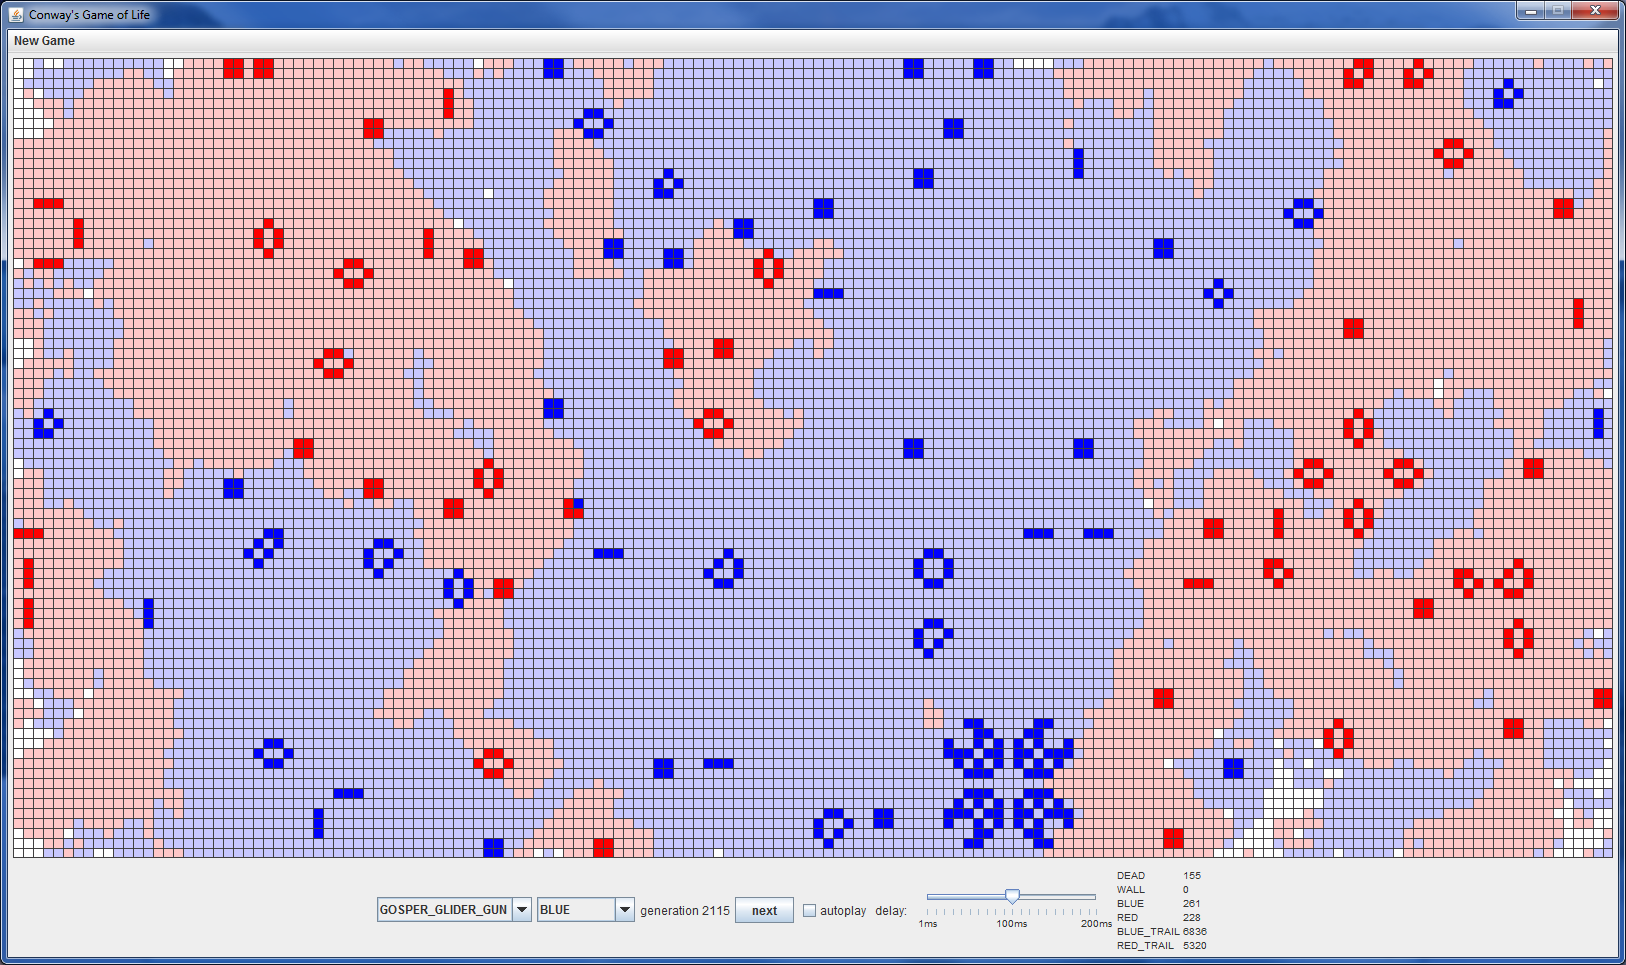 Conway's Game of Life
New Game
GOSPER_GLIDER_GUN BLUE generation 2115 next autoplay delay:
1ms 100ms 200ms
DEAD 155
WALL 0
BLUE 261
RED 228
BLUE_TRAIL 6836
RED_TRAIL 5320